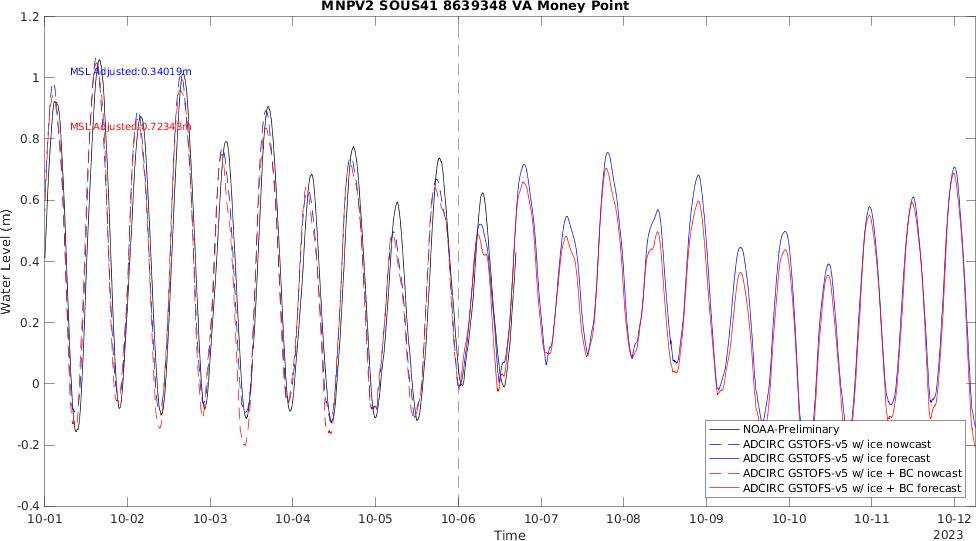 MNPV2 SOUS41 8639348 VA Money Point
1.2
1
0.8
0.6
0.4
0.2
0
-0.2
-0.4
Water Level (m)
MSL Adjusted:0.34019m
MSL Adjusted:0.72343m
NOAA-Preliminary
ADCIRC GSTOFS-v5 w/ ice nowcast
ADCIRC GSTOFS-v5 w/ ice forecast
ADCIRC GSTOFS-v5 w/ ice + BC nowcast
ADCIRC GSTOFS-v5 w/ ice + BC forecast
10-01 10-02 10-03 10-04 10-05 10-06 10-07 10-08 10-09 10-10 10-11 10-12
Time
2023